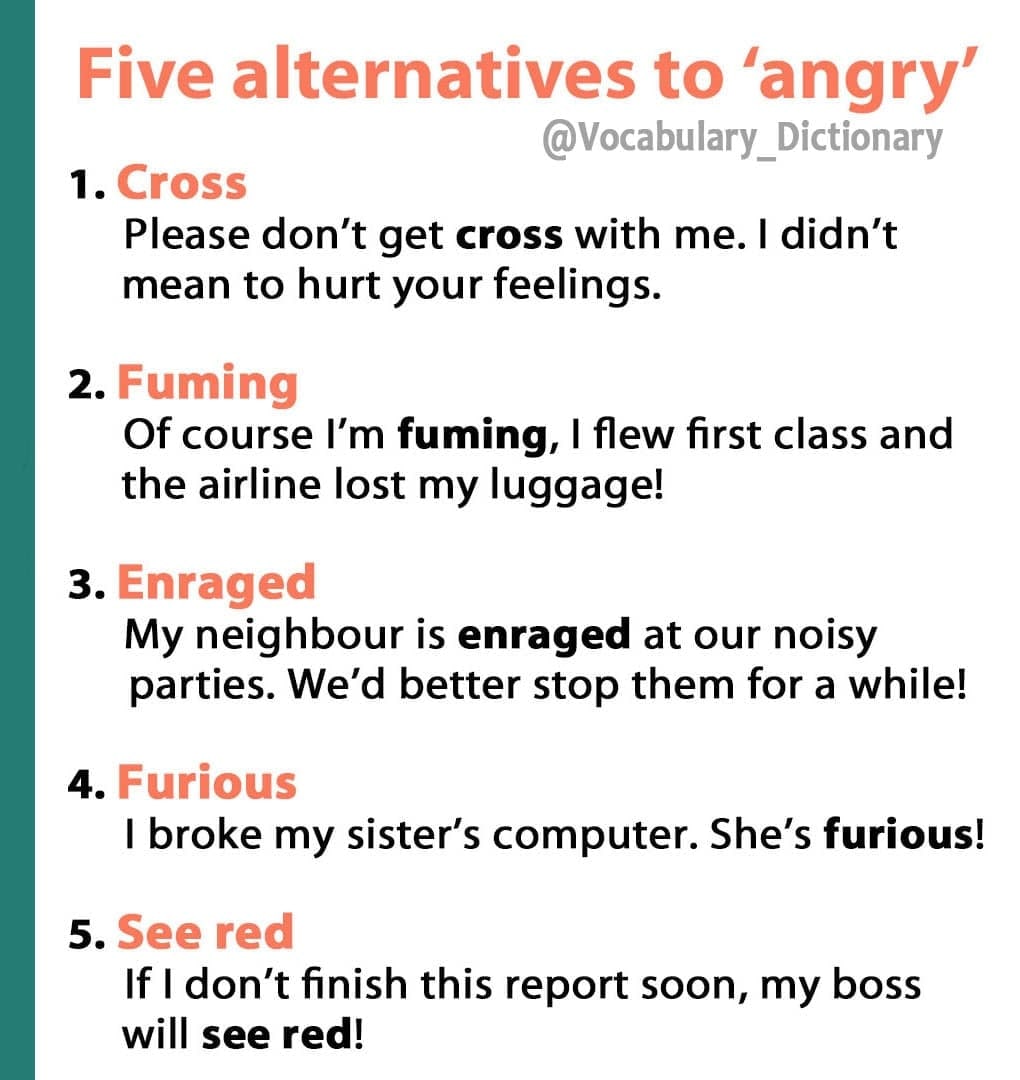 Five alternatives to ‘angry’
@Vocabulary_Dictionary
1. Cross
Please don’t get cross with me. I didn’t
mean to hurt your feelings.
2. Fuming
Of course I’m fuming, I flew first class and
the airline lost my luggage!
3. Enraged
My neighbour is enraged at our noisy
parties. We’d better stop them for a while!
4. Furious
I broke my sister’s computer. She’s furious!
5. See red
If I don’t finish this report soon, my boss
will see red!